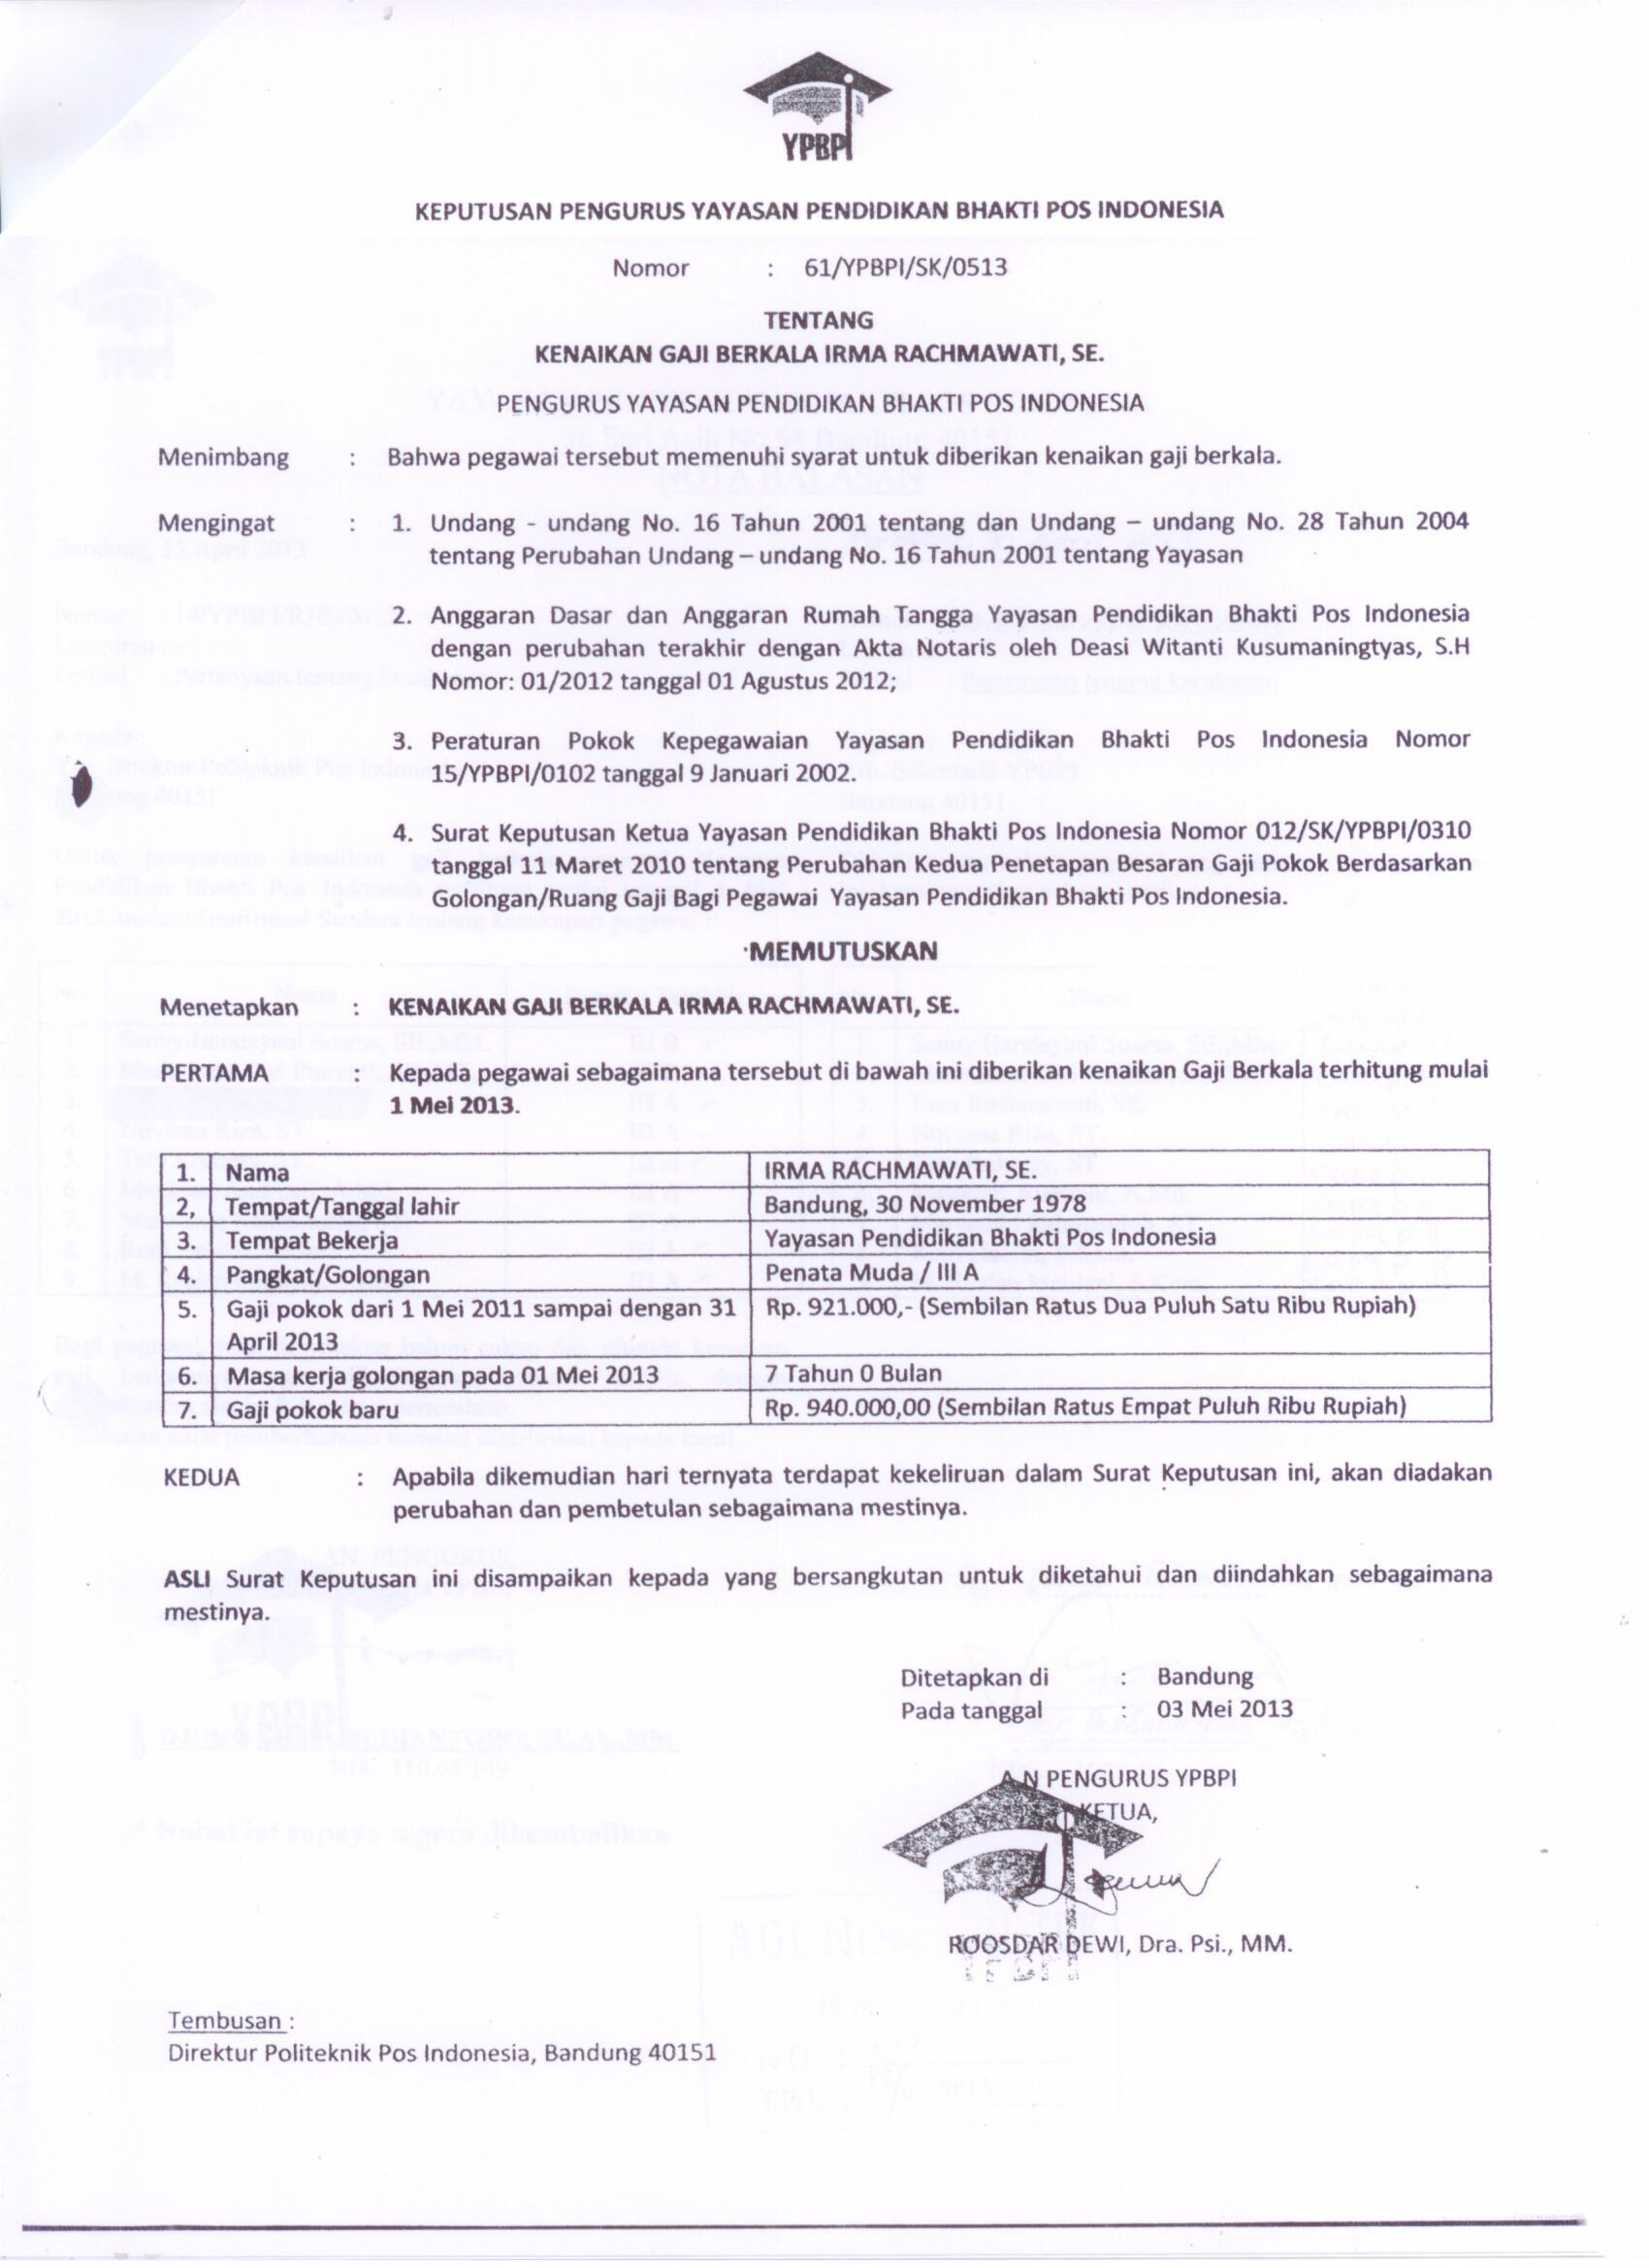 YPBPI
KEPUTUSAN PENGURUS YAYASAN PENDIDIKAN BHAKTI POS INDONESIA
Nomor : 61/YPBPI/SK/0513
TENTANG
KENAIKAN GAJI BERKALA IRMA RACHMAWATI, SE.
PENGURUS YAYASAN PENDIDIKAN BHAKTI POS INDONESIA
Menimbang : Bahwa pegawai tersebut memenuhi syarat untuk diberikan kenaikan gaji berkala.
Mengingat : 1. Undang - undang No. 16 Tahun 2001 tentang dan Undang – undang No. 28 Tahun 2004
tentang Perubahan Undang – undang No. 16 Tahun 2001 tentang Yayasan
2. Anggaran Dasar dan Anggaran Rumah Tangga Yayasan Pendidikan Bhakti Pos Indonesia
dengan perubahan terakhir dengan Akta Notaris oleh Deasi Witanti Kusumaningtyas, S.H
Nomor: 01/2012 tanggal 01 Agustus 2012;
3. Peraturan Pokok Kepegawaian Yayasan Pendidikan Bhakti Pos Indonesia Nomor
15/YPBPI/0102 tanggal 9 Januari 2002.
4. Surat Keputusan Ketua Yayasan Pendidikan Bhakti Pos Indonesia Nomor 012/SK/YPBPI/0310
tanggal 11 Maret 2010 tentang Perubahan Kedua Penetapan Besaran Gaji Pokok Berdasarkan
Golongan/Ruang Gaji Bagi Pegawai Yayasan Pendidikan Bhakti Pos Indonesia.
MEMUTUSKAN
Menetapkan : KENAIKAN GAJI BERKALA IRMA RACHMAWATI, SE.
PERTAMA : Kepada pegawai sebagaimana tersebut di bawah ini diberikan kenaikan Gaji Berkala terhitung mulai
1 Mei 2013.
1. Nama IRMA RACHMAWATI, SE.
2, Tempat/Tanggal lahir Bandung, 30 November 1978
3. Tempat Bekerja Yayasan Pendidikan Bhakti Pos Indonesia
4. Pangkat/Golongan Penata Muda / III A
5. Gaji pokok dari 1 Mei 2011 sampai dengan 31 Rp. 921.000,- (Sembilan Ratus Dua Puluh Satu Ribu Rupiah)
April 2013
6. Masa kerja golongan pada 01 Mei 2013 7 Tahun 0 Bulan
7. Gaji pokok baru Rp. 940.000,00 (Sembilan Ratus Empat Puluh Ribu Rupiah)
KEDUA : Apabila dikemudian hari ternyata terdapat kekeliruan dalam Surat Keputusan ini, akan diadakan
perubahan dan pembetulan sebagaimana mestinya.
ASLI Surat Keputusan ini disampaikan kepada yang bersangkutan untuk diketahui dan diindahkan sebagaimana
mestinya.
Ditetapkan di : Bandung
Pada tanggal : 03 Mei 2013
A.N PENGURUS YPBPI
KETUA,
ROOSDAR DEWI, Dra. Psi., MM.
YPBPI
Tembusan :
Direktur Politeknik Pos Indonesia, Bandung 40151